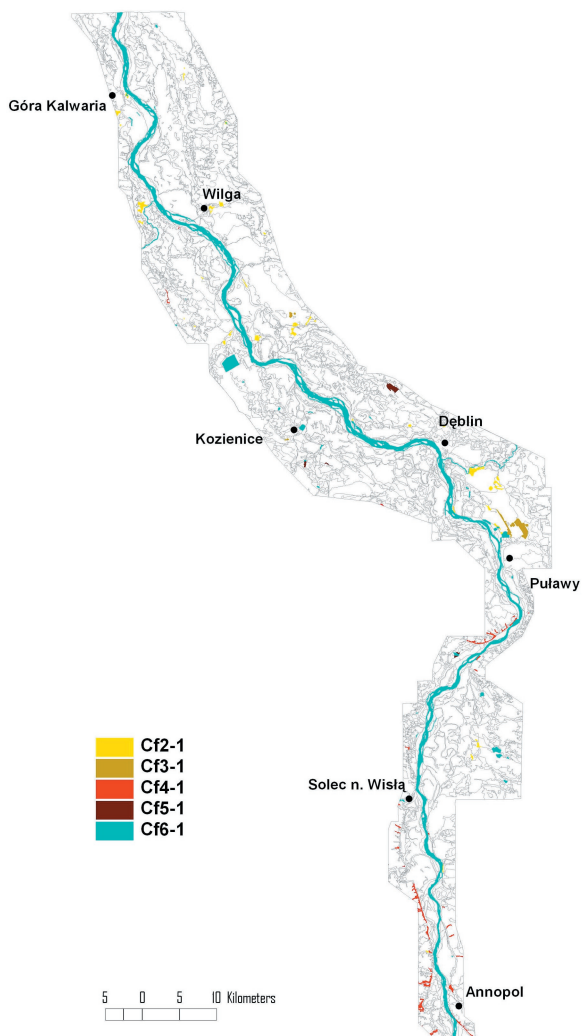 Góra Kalwaria
Wilga
Dęblin
Kozienice
Puławy
Cf2-1
Cf3-1
Cf4-1
Cf5-1
Cf6-1
Solec n. Wisłą
Annopol
5 0 5 10 Kilometers